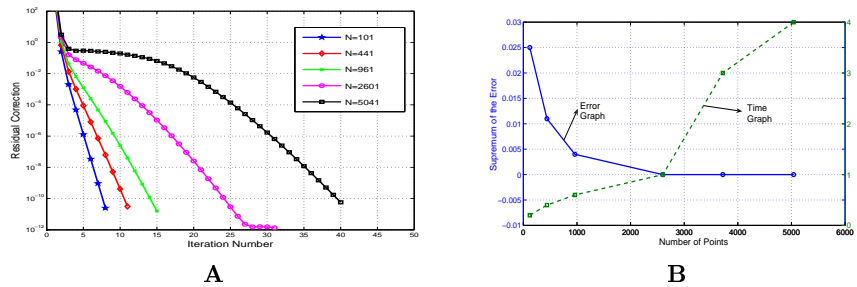 10^2
10^0
10^-2
10^-4
10^-6
10^-8
10^-10
10^-12
Residual Correction
0 5 10 15 20 25 30 35 40 45 50
Iteration Number
N=101
N=441
N=961
N=2601
N=5041
A
0.03
0.025
0.02
0.015
0.01
0.005
0
−0.005
−0.01
Supremum of the Error
Error
Graph
Time
Graph
4
3
2
1
0
0 1000 2000 3000 4000 5000 6000
Number of Points
B